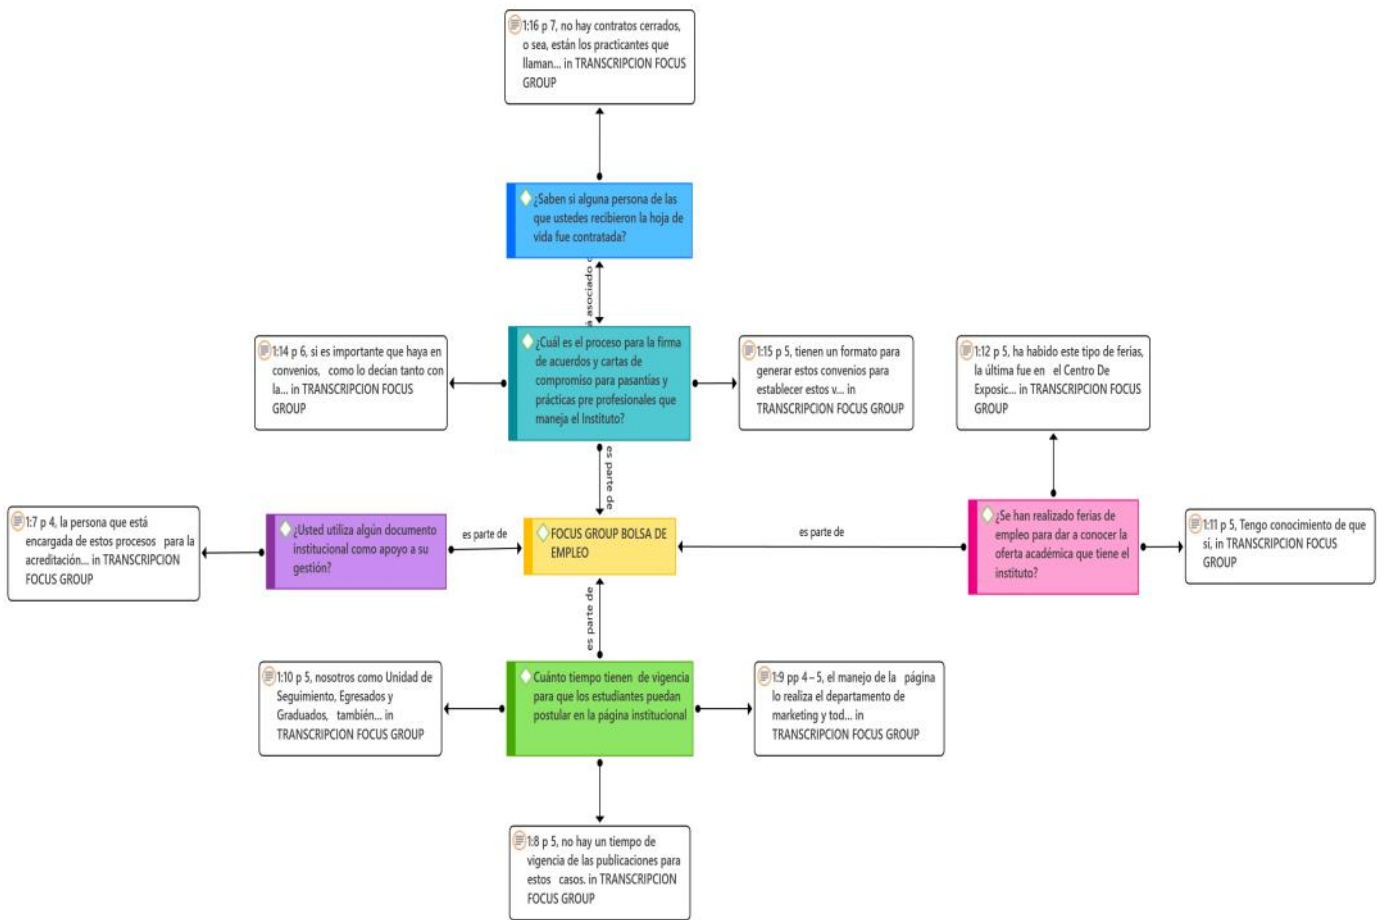 1:16 p 7, no hay contratos cerrados,
o sea, están los practicantes que
llaman... in TRANSCRIPCION FOCUS
GROUP
¿Saben si alguna persona de las
que ustedes recibieron la hoja de
vida fue contratada?
asociado
1:14 p 6, si es importante que haya en
convenios, como lo decían tanto con
la... in TRANSCRIPCION FOCUS
GROUP
¿Cuál es el proceso para la firma
de acuerdos y cartas de
compromiso para pasantías y
prácticas pre profesionales que
maneja el Instituto?
1:15 p 5, tienen un formato para
generar estos convenios para
establecer estos v... in
TRANSCRIPCION FOCUS GROUP
1:12 p 5, ha habido este tipo de ferias,
la última fue en el Centro De
Exposic... in TRANSCRIPCION FOCUS
GROUP
es parte de
1:7 p 4, la persona que está
encargada de estos procesos para la
acreditación... in TRANSCRIPCION
FOCUS GROUP
¿Usted utiliza algún documento
institucional como apoyo a su
gestión?
es parte de
FOCUS GROUP BOLSA DE
EMPLEO
es parte de
¿Se han realizado ferias de
empleo para dar a conocer la
oferta académica que tiene el
instituto?
1:11 p 5, Tengo conocimiento de que
sí, in TRANSCRIPCION FOCUS
GROUP
es parte de
1:10 p 5, nosotros como Unidad de
Seguimiento, Egresados y
Graduados, también... in
TRANSCRIPCION FOCUS GROUP
Cuánto tiempo tienen de vigencia
para que los estudiantes puedan
postular en la página institucional
1:9 pp 4 – 5, el manejo de la página
lo realiza el departamento de
marketing y tod... in
TRANSCRIPCION FOCUS GROUP
1:8 p 5, no hay un tiempo de
vigencia de las publicaciones para
estos casos. in TRANSCRIPCION
FOCUS GROUP